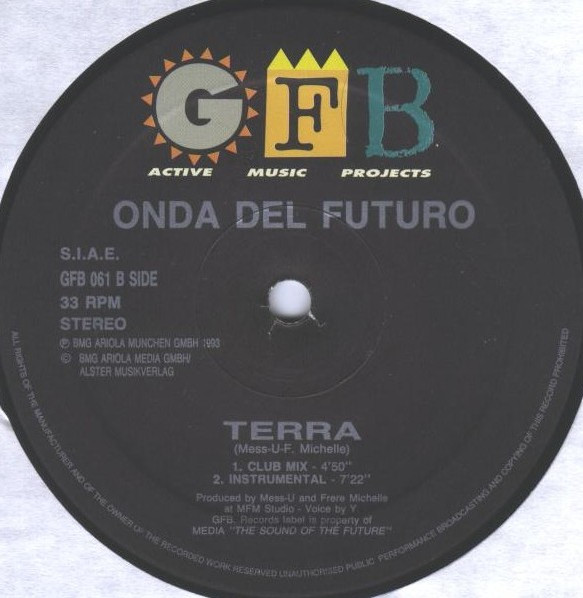 GFB
ACTIVE MUSIC PROJECTS
ONDA DEL FUTURO
S.I.A.E.
GFB 061 B SIDE
33 RPM
STEREO
℗ BMG ARIOLA MUNCHEN GMBH 1993
© BMG ARIOLA MEDIA GMBH/
ALSTER MUSIKVERLAG
TERRA
(Mess-U-F. Michelle)
1. CLUB MIX - 4'50"
2. INSTRUMENTAL - 7'22"
Produced by Mess-U and Frere Michelle
at MFM Studio - Voice by Y
GFB. Records label is property of
MEDIA "THE SOUND OF THE FUTURE"
ALL RIGHTS OF THE MANUFACTURER AND OF THE OWNER OF THE RECORDED WORK RESERVED UNAUTHORISED PUBLIC PERFORMANCE BROADCASTING AND COPYING OF THIS RECORD PROHIBITED